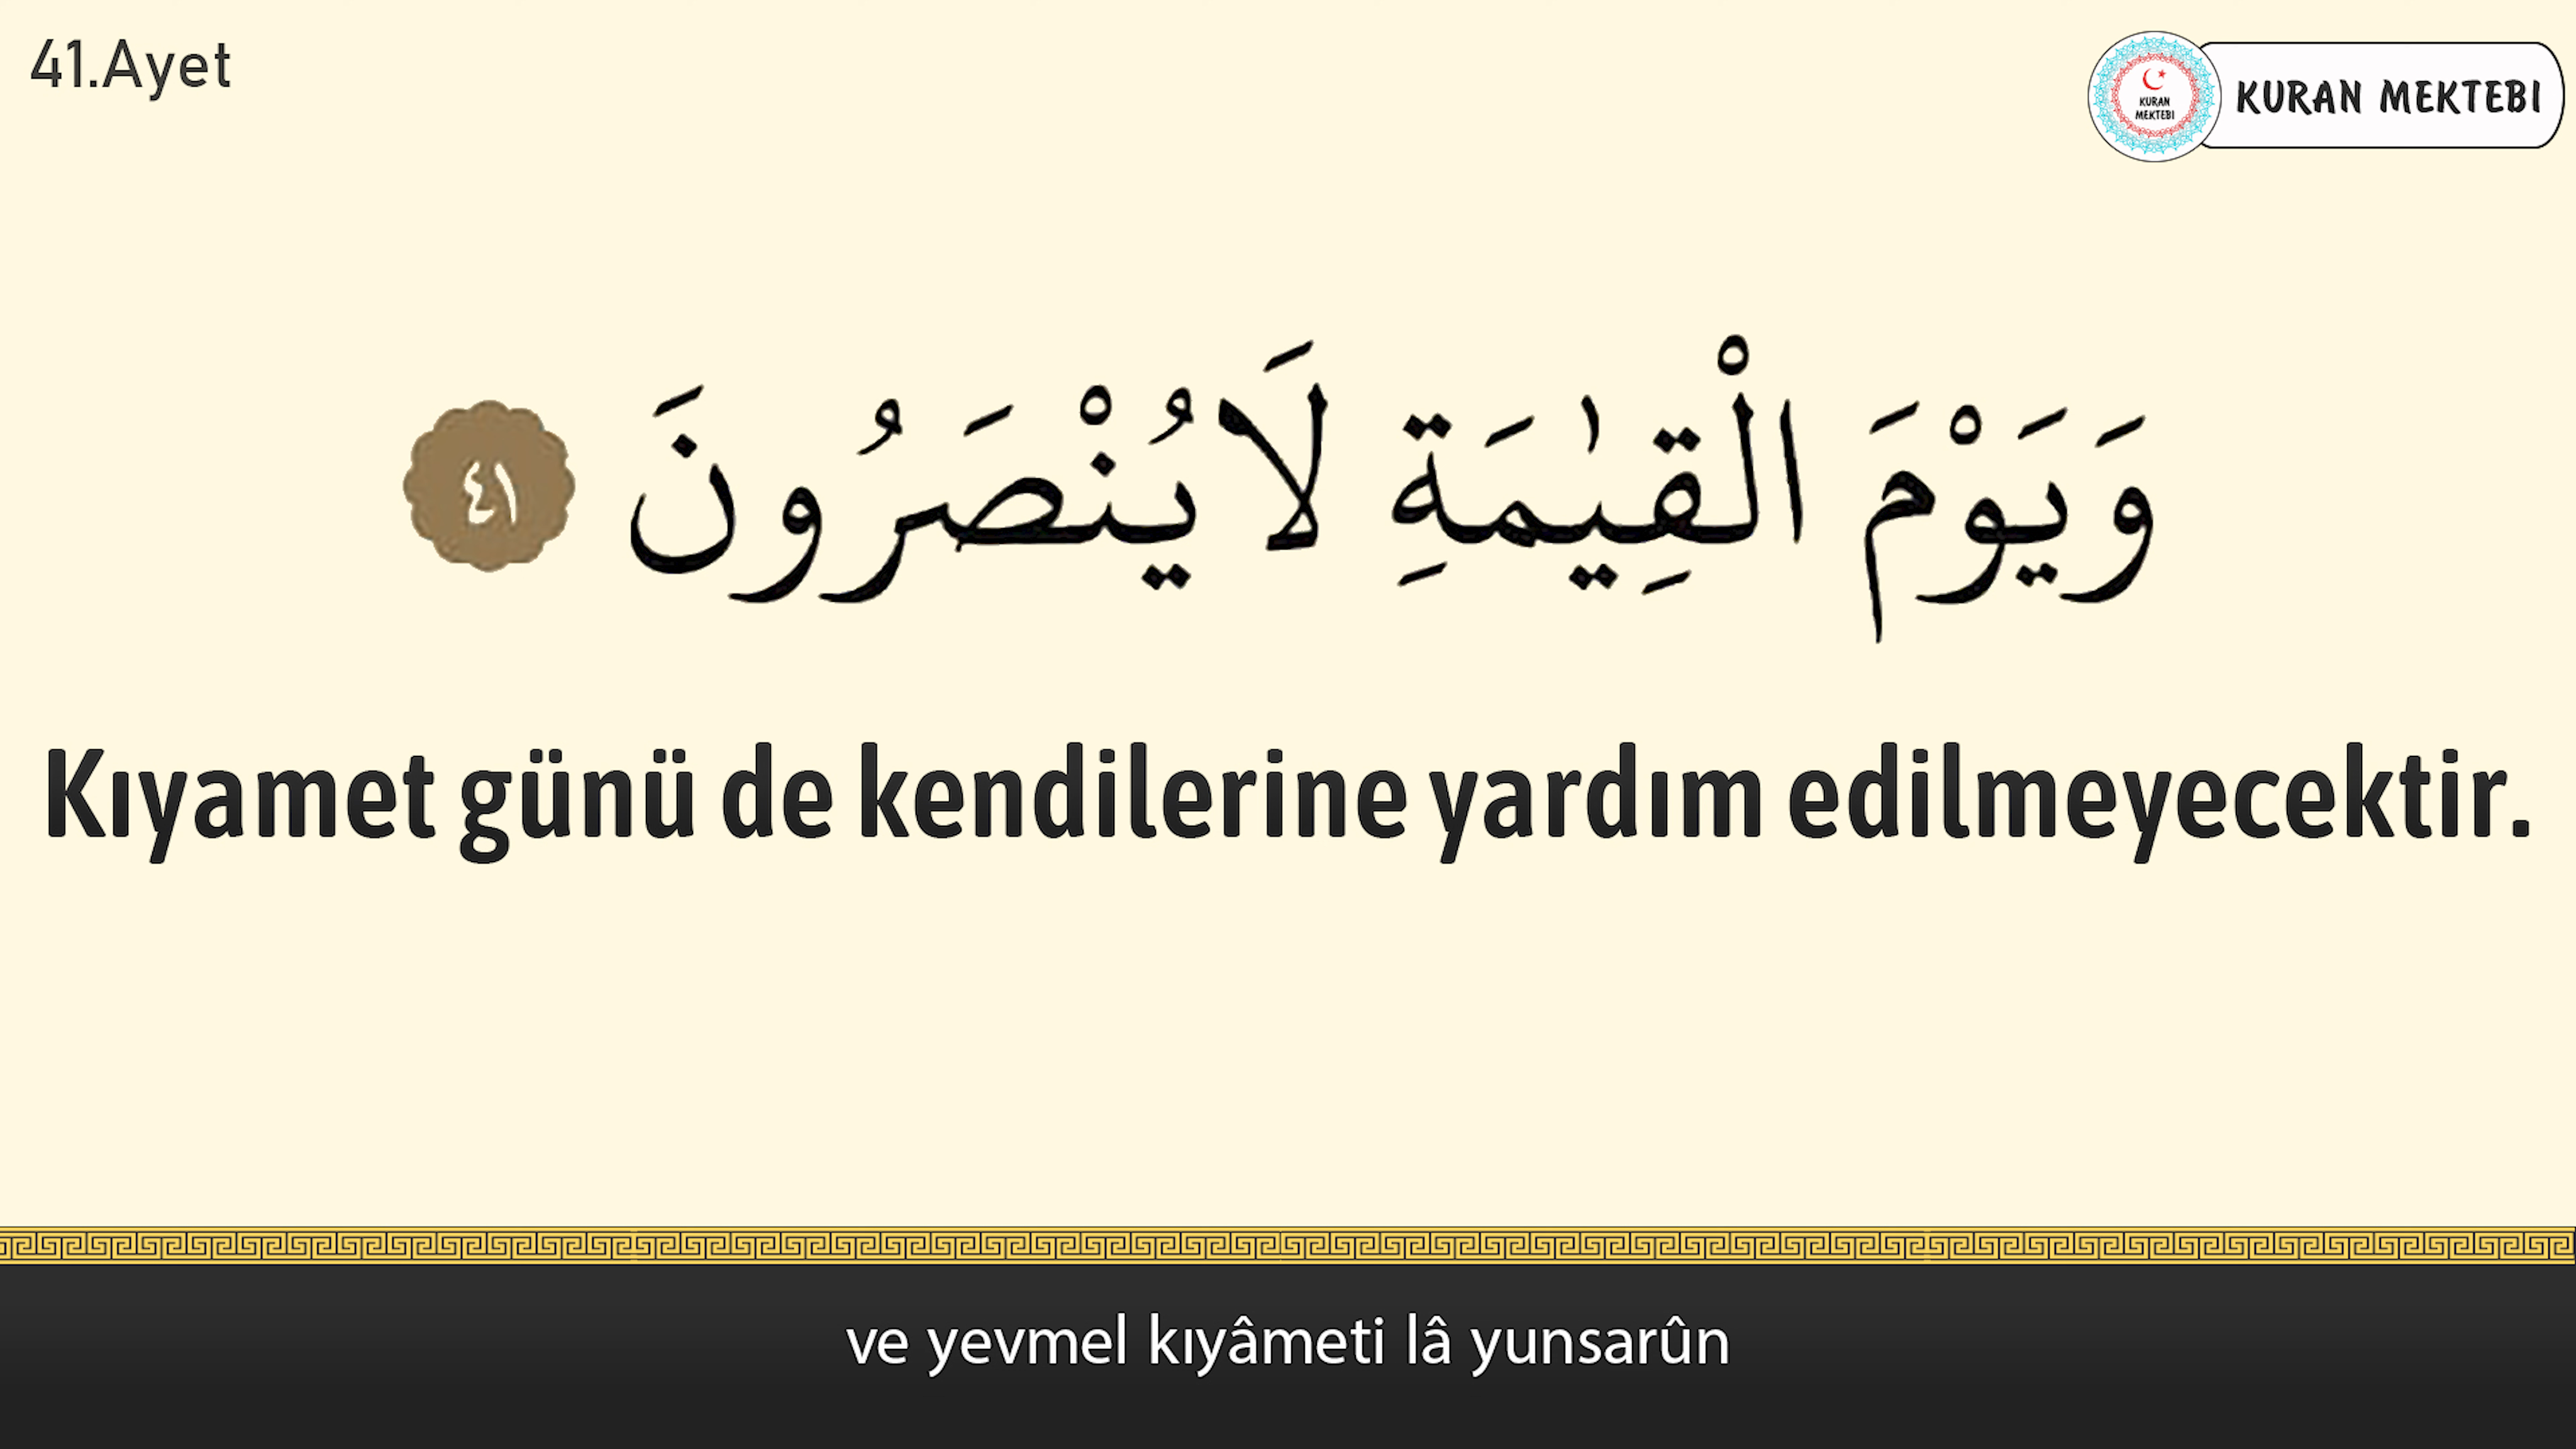 41.Ayet
KURAN
MEKTEBI
KURAN MEKTEBI
وَيَوْمَ الْقِيٰمَةِ لَا يُنْصَرُونَ ٤١
Kıyamet günü de kendilerine yardım edilmeyecektir.
ve yevmel kıyâmeti lâ yunsarûn